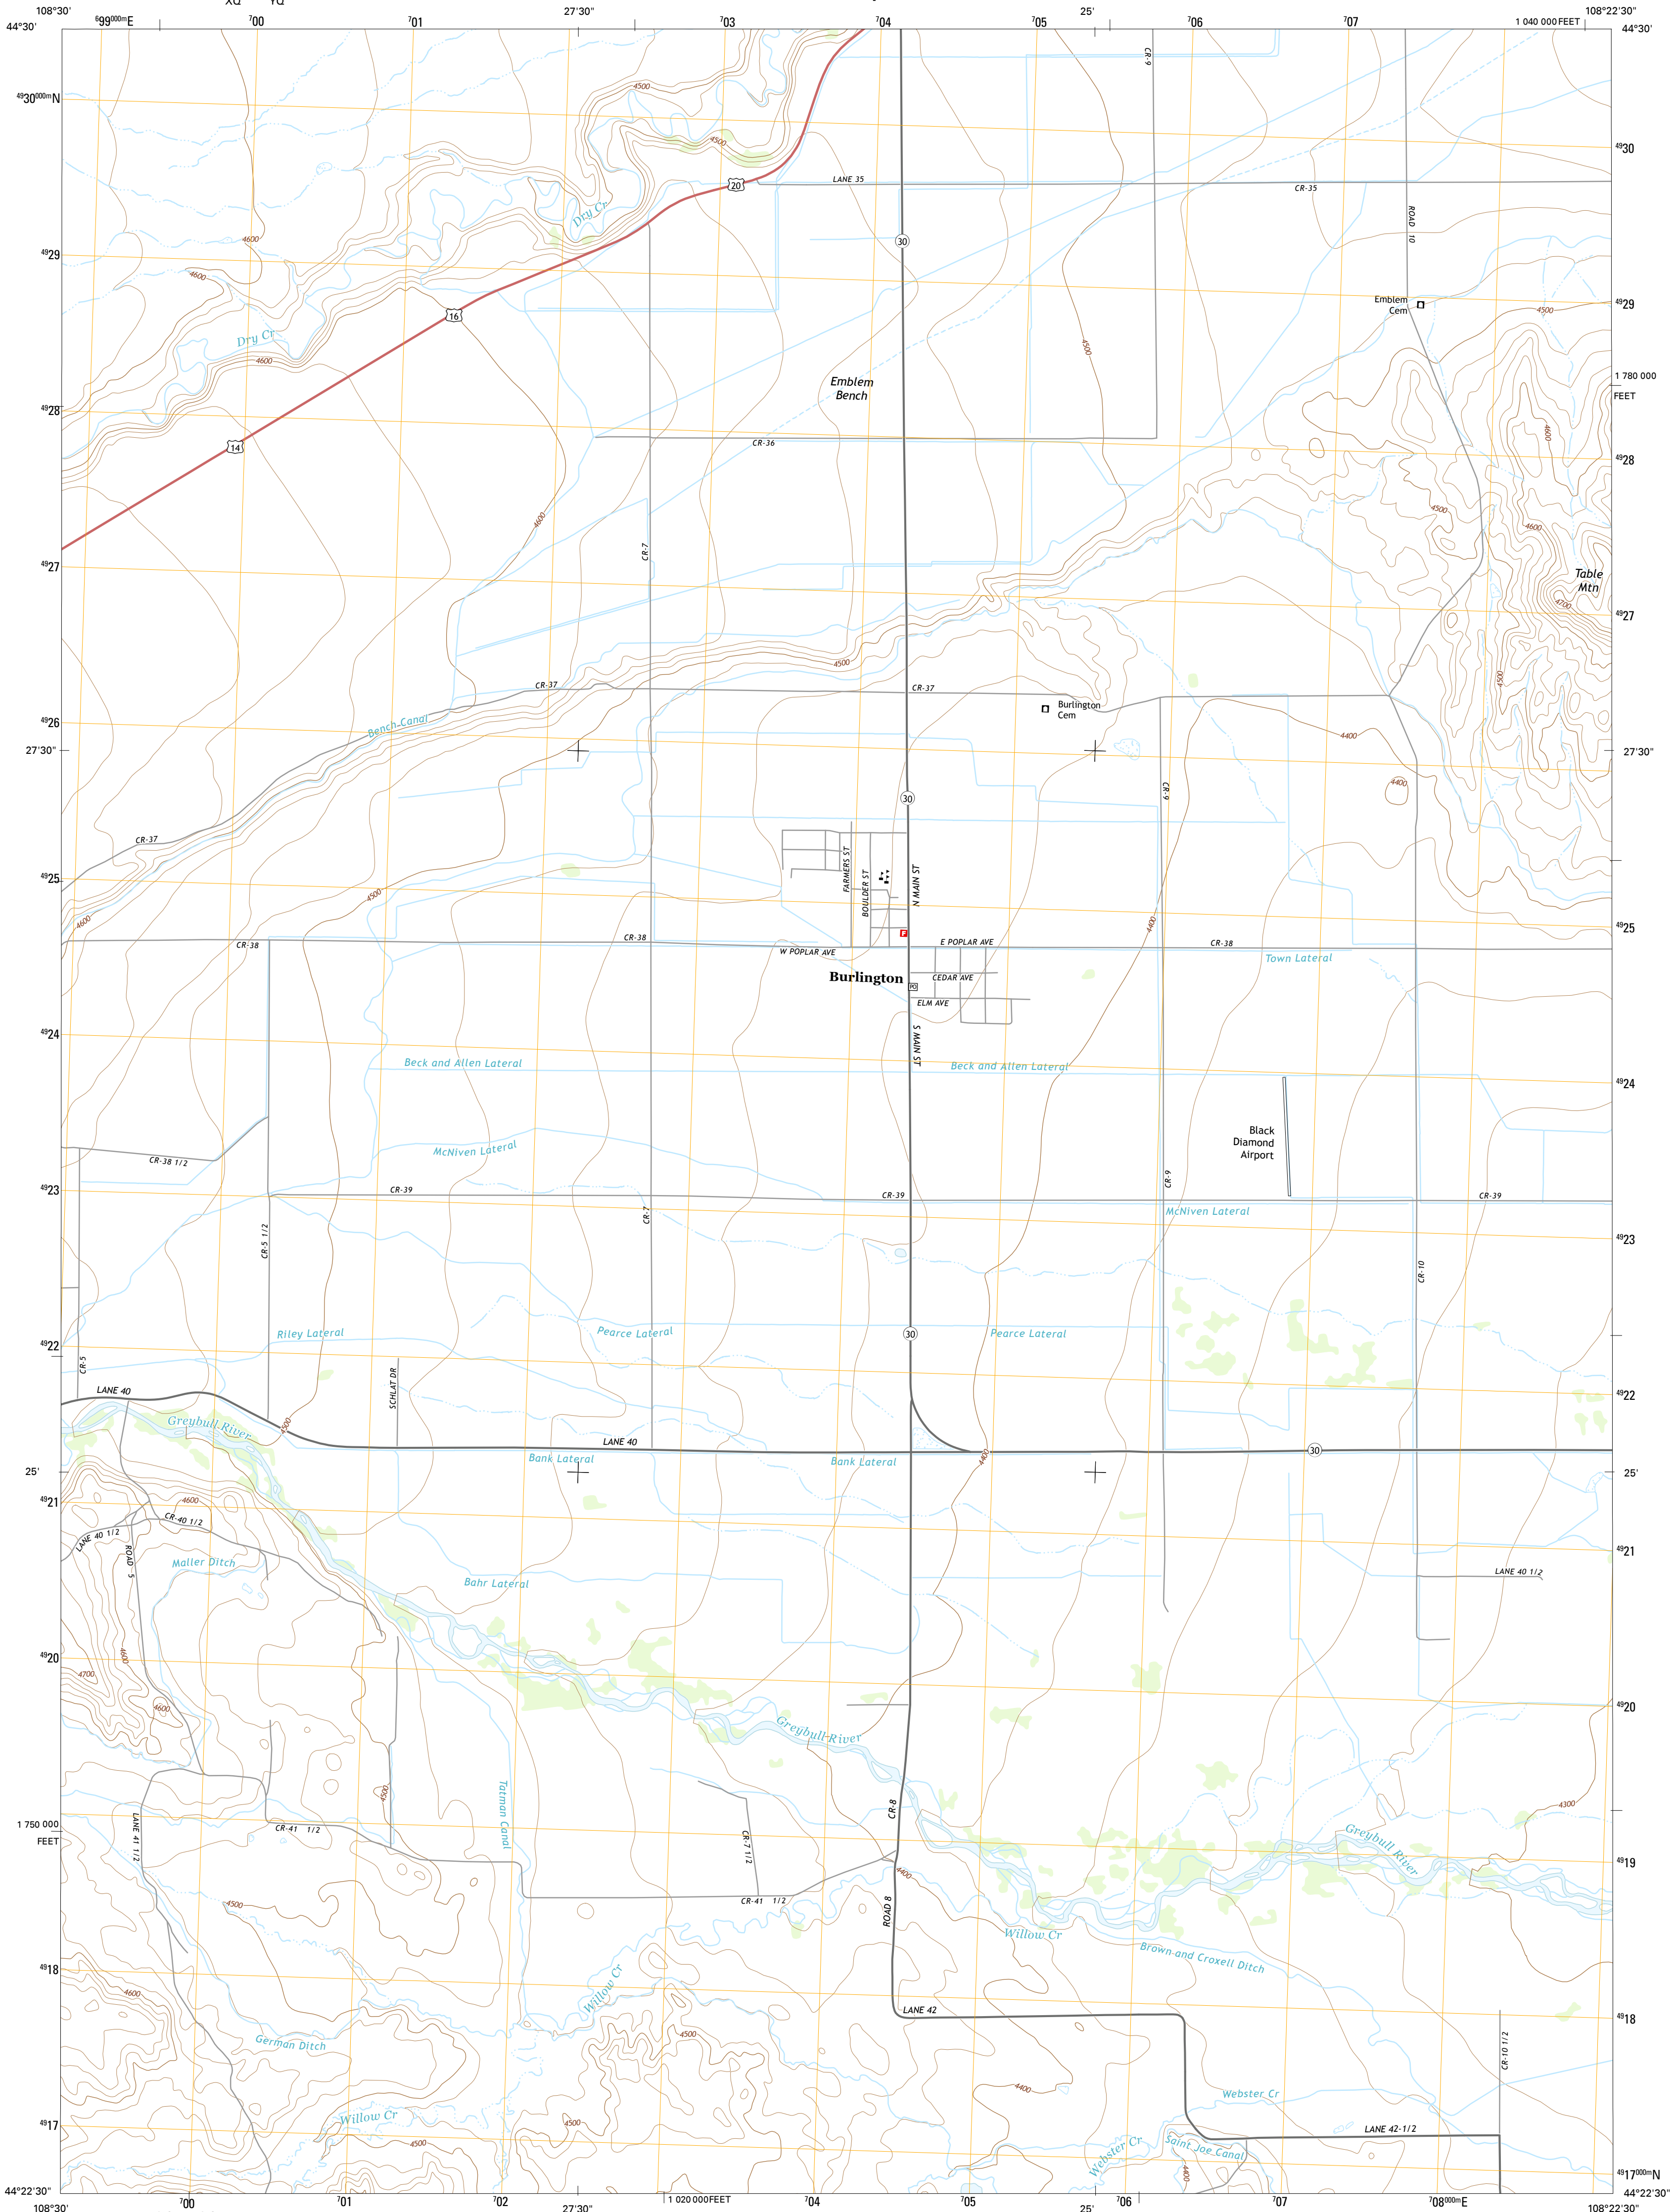 108°30'
⁶99⁰⁰⁰ᵐE
⁷00
⁷01
27'30"
⁷03
⁷04
⁷05
25'
⁷06
⁷07
1 040 000 FEET
108°22'30"
44°30'
44°30'
CR-9
4500
⁴⁹30⁰⁰⁰ᵐN
4500
⁴⁹30
20
LANE 35
CR-35
ROAD 10
Dry Cr
4600
30
⁴⁹29
4600
Emblem
Cem
⁴⁹29
4500
16
Dry Cr
4600
4500
1 780 000
FEET
Emblem
Bench
⁴⁹28
4600
14
CR-36
⁴⁹28
4500
4600
4600
CR-7
⁴⁹27
Table
Mtn
4700
⁴⁹27
4500
4500
CR-37
CR-37
Burlington
Cem
Bench Canal
⁴⁹26
4400
⁴⁹26
27'30"
27'30"
4400
CR-9
30
CR-37
FARMERS ST
BOULDER ST
N MAIN ST
⁴⁹25
4500
4600
4400
⁴⁹25
F
CR-38
CR-38
W POPLAR AVE
E POPLAR AVE
CR-38
Town Lateral
Burlington
CEDAR AVE
PO
ELM AVE
S MAIN ST
⁴⁹24
Beck and Allen Lateral
Beck and Allen Lateral
⁴⁹24
Black
Diamond
Airport
McNiven Lateral
CR-38 1/2
CR-9
⁴⁹23
CR-39
CR-39
CR-39
McNiven Lateral
CR-7
CR-5 1/2
⁴⁹23
CR-10
Riley Lateral
Pearce Lateral
30
Pearce Lateral
⁴⁹22
CR-5
SCHLAT DR
LANE 40
⁴⁹22
Greybull River
4500
LANE 40
30
Bank Lateral
Bank Lateral
4400
25'
25'
⁴⁹21
4600
CR-40 1/2
LANE 40 1/2
ROAD 5
Maller Ditch
⁴⁹21
LANE 40 1/2
Bahr Lateral
4600
⁴⁹20
4700
4600
⁴⁹20
Greybull River
Tatman Canal
4500
CR-8
4300
1 750 000
FEET
LANE 41 1/2
CR-41 1/2
CR-7 1/2
Greybull River
⁴⁹19
4400
CR-41 1/2
4500
ROAD 8
Willow Cr
Brown and Croxell Ditch
⁴⁹18
4600
Willow Cr
LANE 42
⁴⁹18
German Ditch
4500
CR-10 1/2
4400
Webster Cr
⁴⁹17
Willow Cr
4500
4500
LANE 42-1/2
Webster Cr
Saint Joe Canal
4400
⁴⁹17⁰⁰⁰ᵐN
44°22'30"
44°22'30"
108°30'
⁷00
⁷01
⁷02
27'30"
1 020 000 FEET
⁷04
⁷05
25'
⁷06
⁷07
⁷08⁰⁰⁰ᵐE
108°22'30"